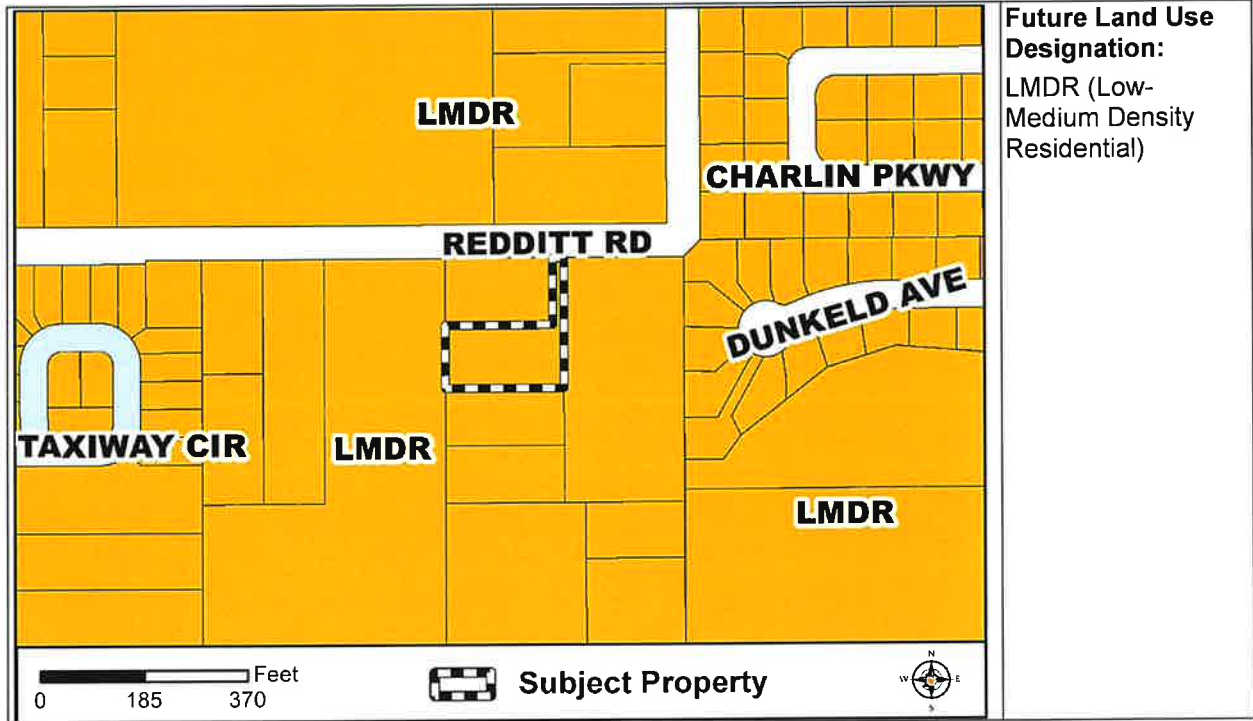 Future Land Use
Designation:
LMDR (Low-
Medium Density
Residential)
LMDR
CHARLIN PKWY
REDDITT RD
DUNKELD AVE
TAXIWAY CIR
LMDR
LMDR
Feet
0 185 370
Subject Property
N
W E
S